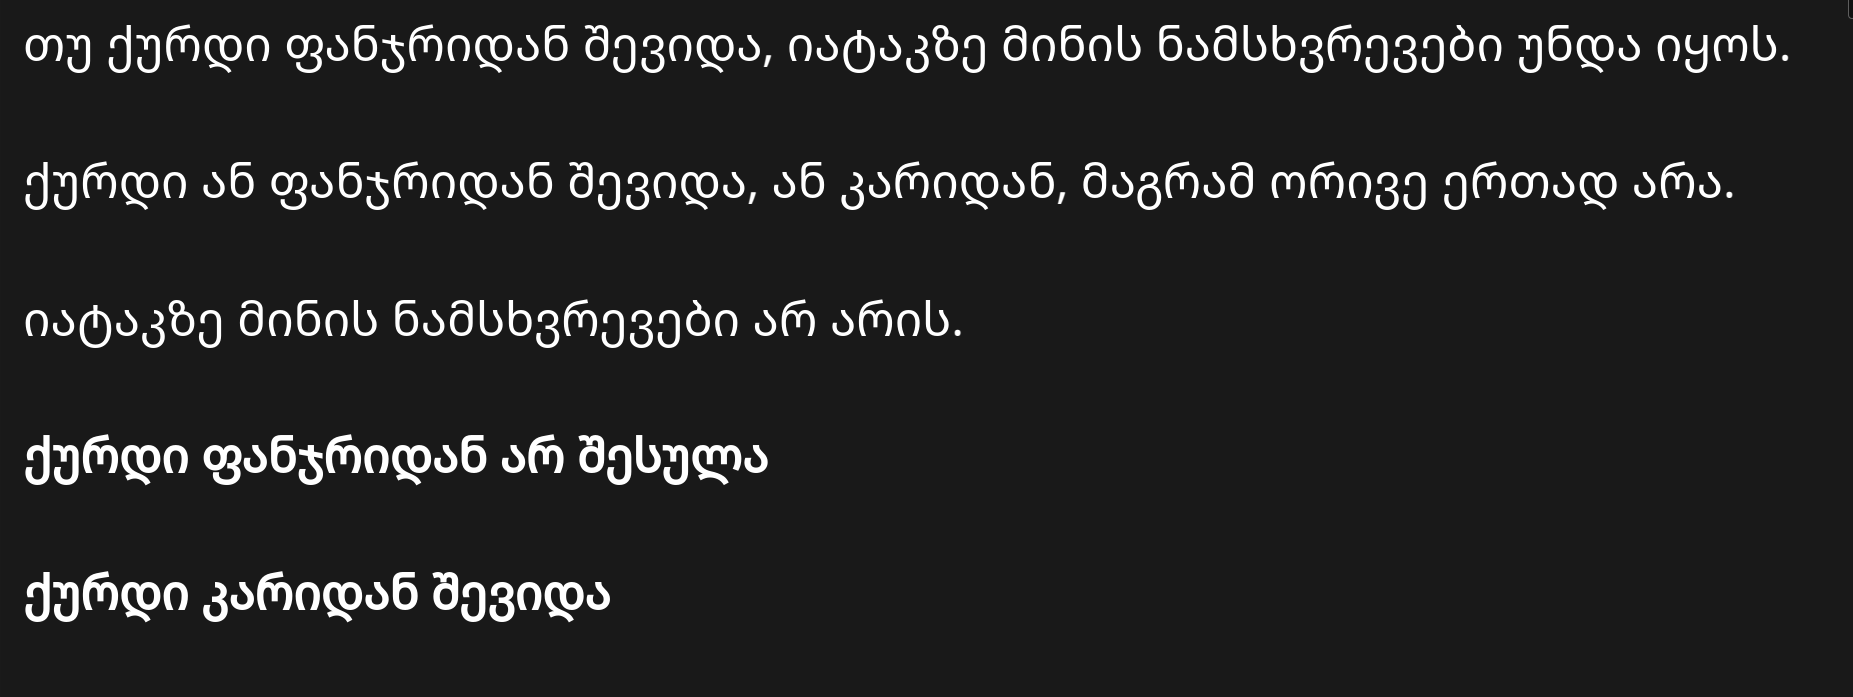 თუ ქურდი ფანჯრიდან შევიდა, იატაკზე მინის ნამსხვრევები უნდა იყოს.
ქურდი ან ფანჯრიდან შევიდა, ან კარიდან, მაგრამ ორივე ერთად არა.
იატაკზე მინის ნამსხვრევები არ არის.
ქურდი ფანჯრიდან არ შესულა
ქურდი კარიდან შევიდა